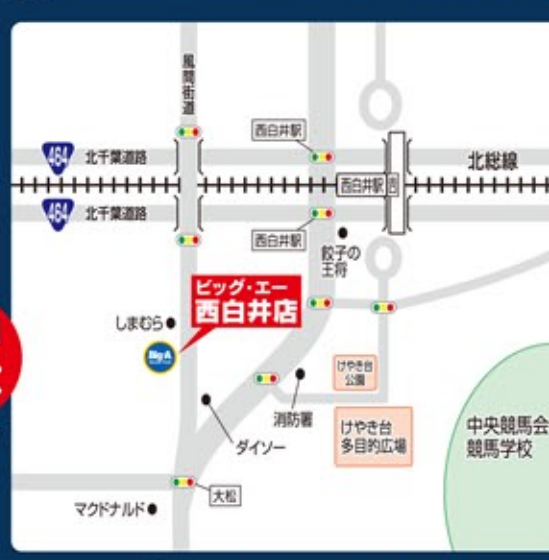 風間街道
西白井駅
464
北千葉道路
北総線
西白井駅
464
北千葉道路
西白井駅
餃子の
王将
ビッグ・エー
西白井店
しまむら
Big A
けやき台
公園
消防署
ダイソー
けやき台
多目的広場
中央競馬会
競馬学校
大松
マクドナルド